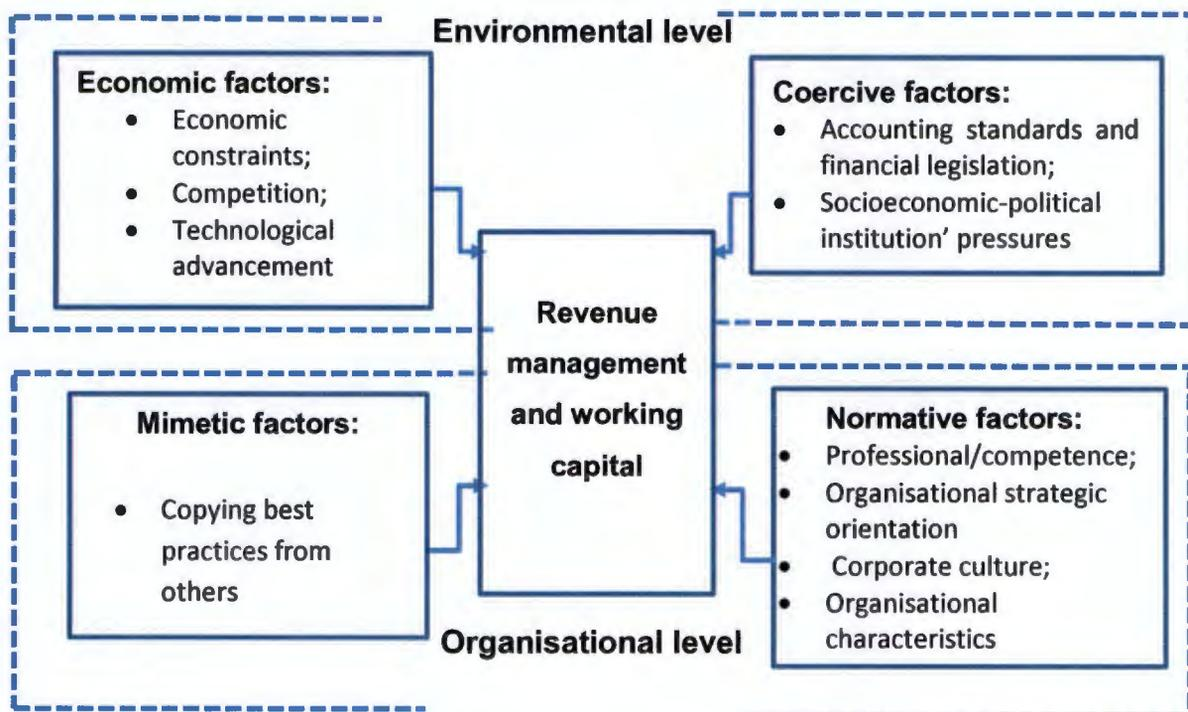 Environmental level
Economic factors:
• Economic
constraints;
• Competition;
• Technological
advancement
Coercive factors:
• Accounting standards and
financial legislation;
• Socioeconomic-political
institution' pressures
Revenue
management
and working
capital
Mimetic factors:
• Copying best
practices from
others
Normative factors:
• Professional/competence;
• Organisational strategic
orientation
• Corporate culture;
• Organisational
characteristics
Organisational level